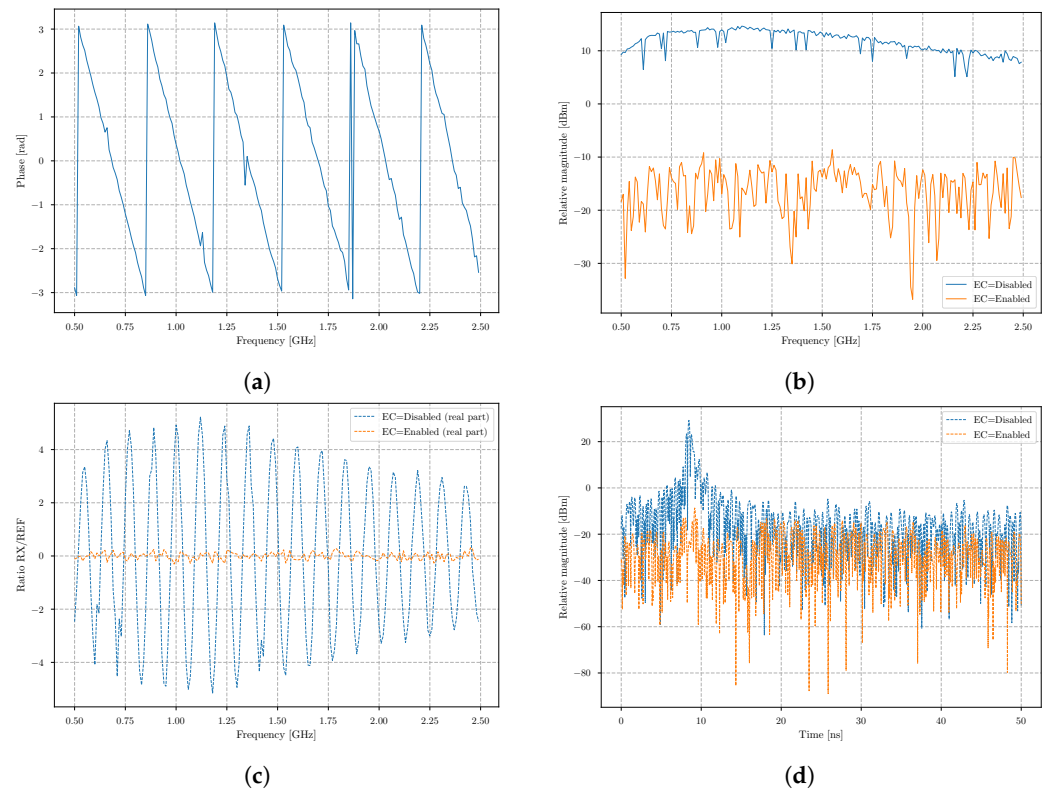 3
2
1
0
−1
−2
−3
Phase [rad]
0.50 0.75 1.00 1.25 1.50 1.75 2.00 2.25 2.50
Frequency [GHz]
(a)
10
0
−10
−20
−30
Relative magnitude [dBm]
EC=Disabled
EC=Enabled
0.50 0.75 1.00 1.25 1.50 1.75 2.00 2.25 2.50
Frequency [GHz]
(b)
4
2
0
−2
−4
Ratio RX/REF
EC=Disabled (real part)
EC=Enabled (real part)
0.50 0.75 1.00 1.25 1.50 1.75 2.00 2.25 2.50
Frequency [GHz]
(c)
20
0
−20
−40
−60
−80
Relative magnitude [dBm]
EC=Disabled
EC=Enabled
0 10 20 30 40 50
Time [ns]
(d)